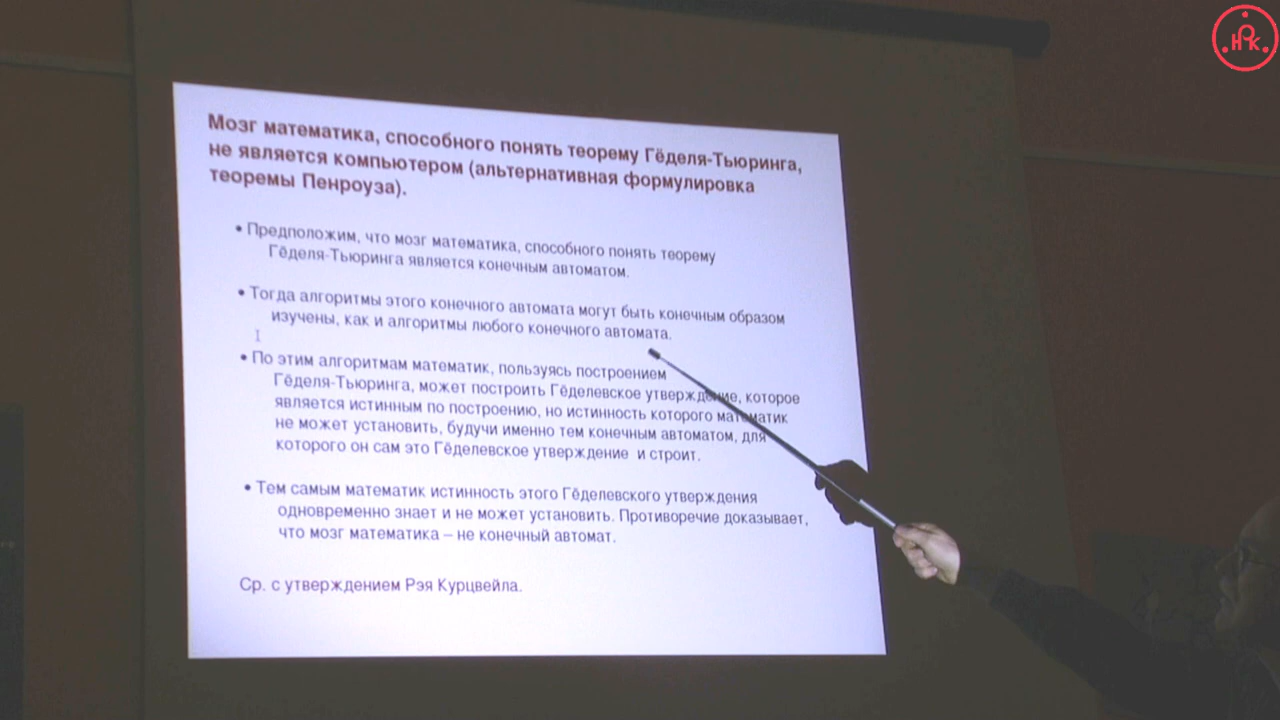 Мозг математика, способного понять теорему Гёделя-Тьюринга,
не является компьютером (альтернативная формулировка
теоремы Пенроуза).
• Предположим, что мозг математика, способного понять теорему
Гёделя-Тьюринга является конечным автоматом.
• Тогда алгоритмы этого конечного автомата могут быть конечным образом
изучены, как и алгоритмы любого конечного автомата.
• По этим алгоритмам математик, пользуясь построением
Гёделя-Тьюринга, может построить Гёделевское утверждение, которое
является истинным по построению, но истинность которого математик
не может установить, будучи именно тем конечным автоматом, для
которого он сам это Гёделевское утверждение и строит.
• Тем самым математик истинность этого Гёделевского утверждения
одновременно знает и не может установить. Противоречие доказывает,
что мозг математика – не конечный автомат.
Ср. с утверждением Рэя Курцвейла.